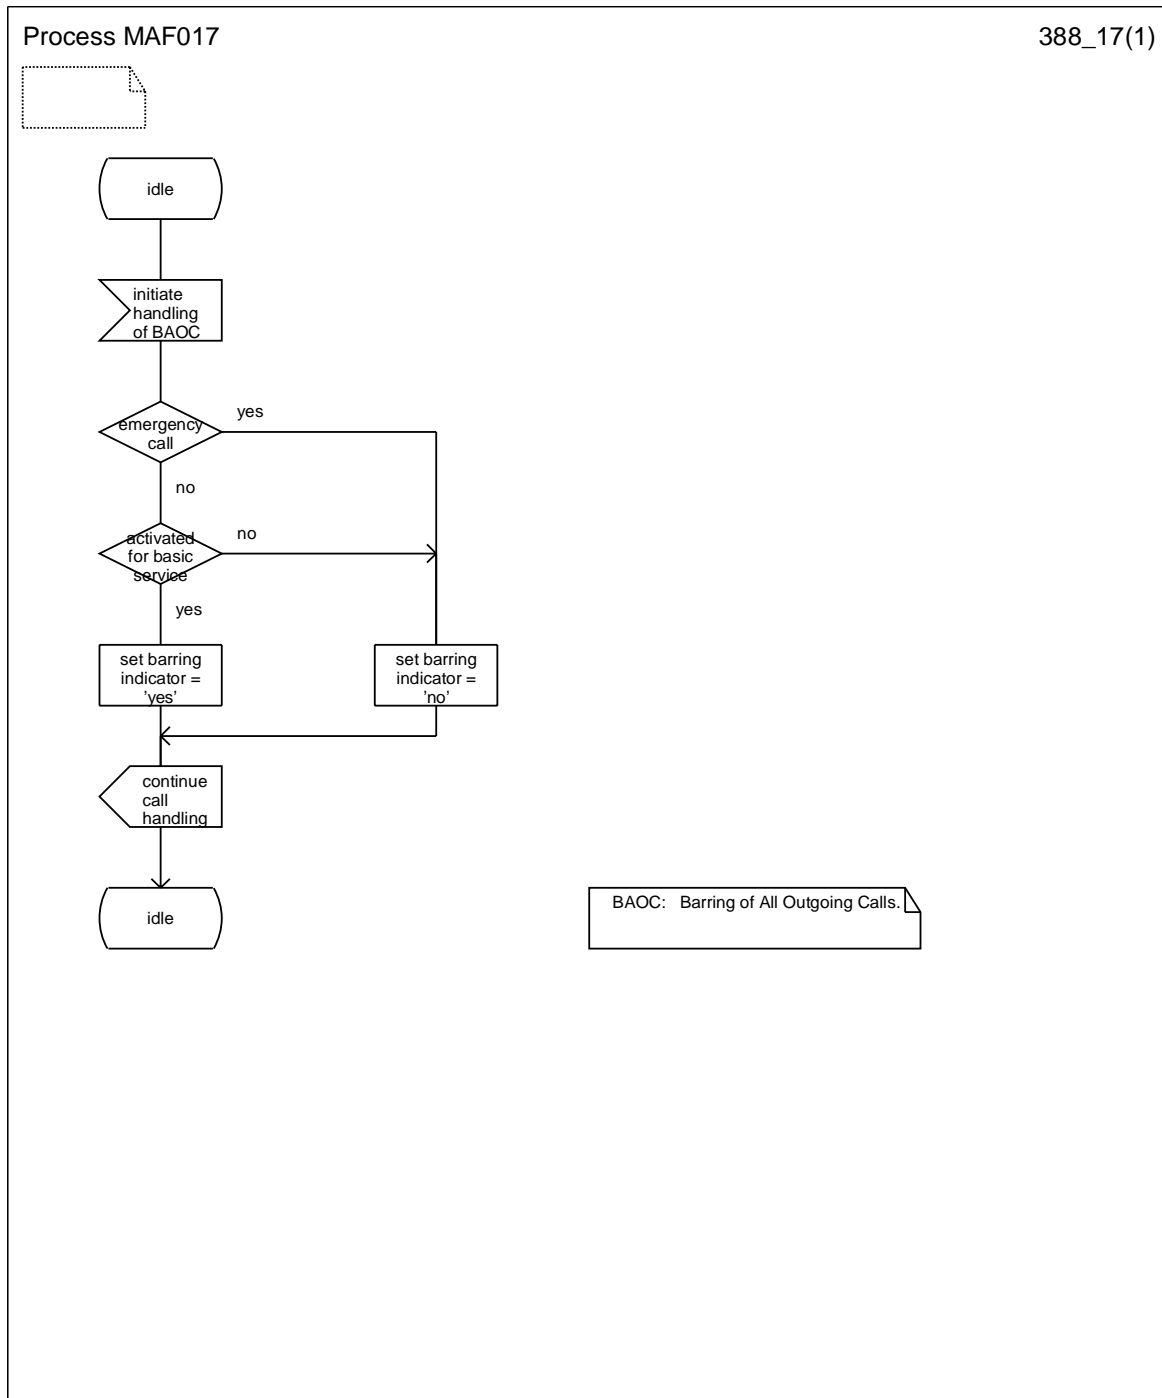 Process MAF017
388_17(1)
idle
initiate
handling
of BAOC
emergency
call
yes
no
activated
for basic
service
no
yes
set barring
indicator =
’yes’
set barring
indicator =
’no’
continue
call
handling
idle
BAOC: Barring of All Outgoing Calls.